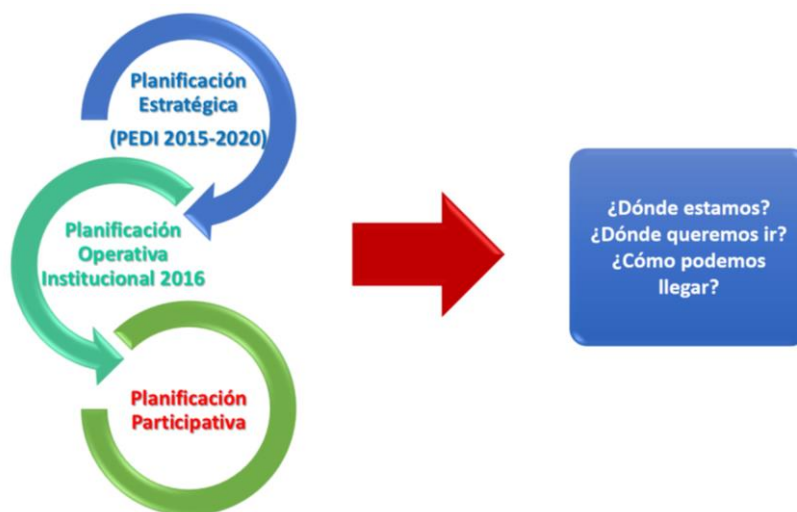 Planificación
Estratégica
(PEDI 2015-2020)
Planificación
Operativa
Institucional 2016
Planificación
Participativa
¿Dónde estamos?
¿Dónde queremos ir?
¿Cómo podemos
llegar?